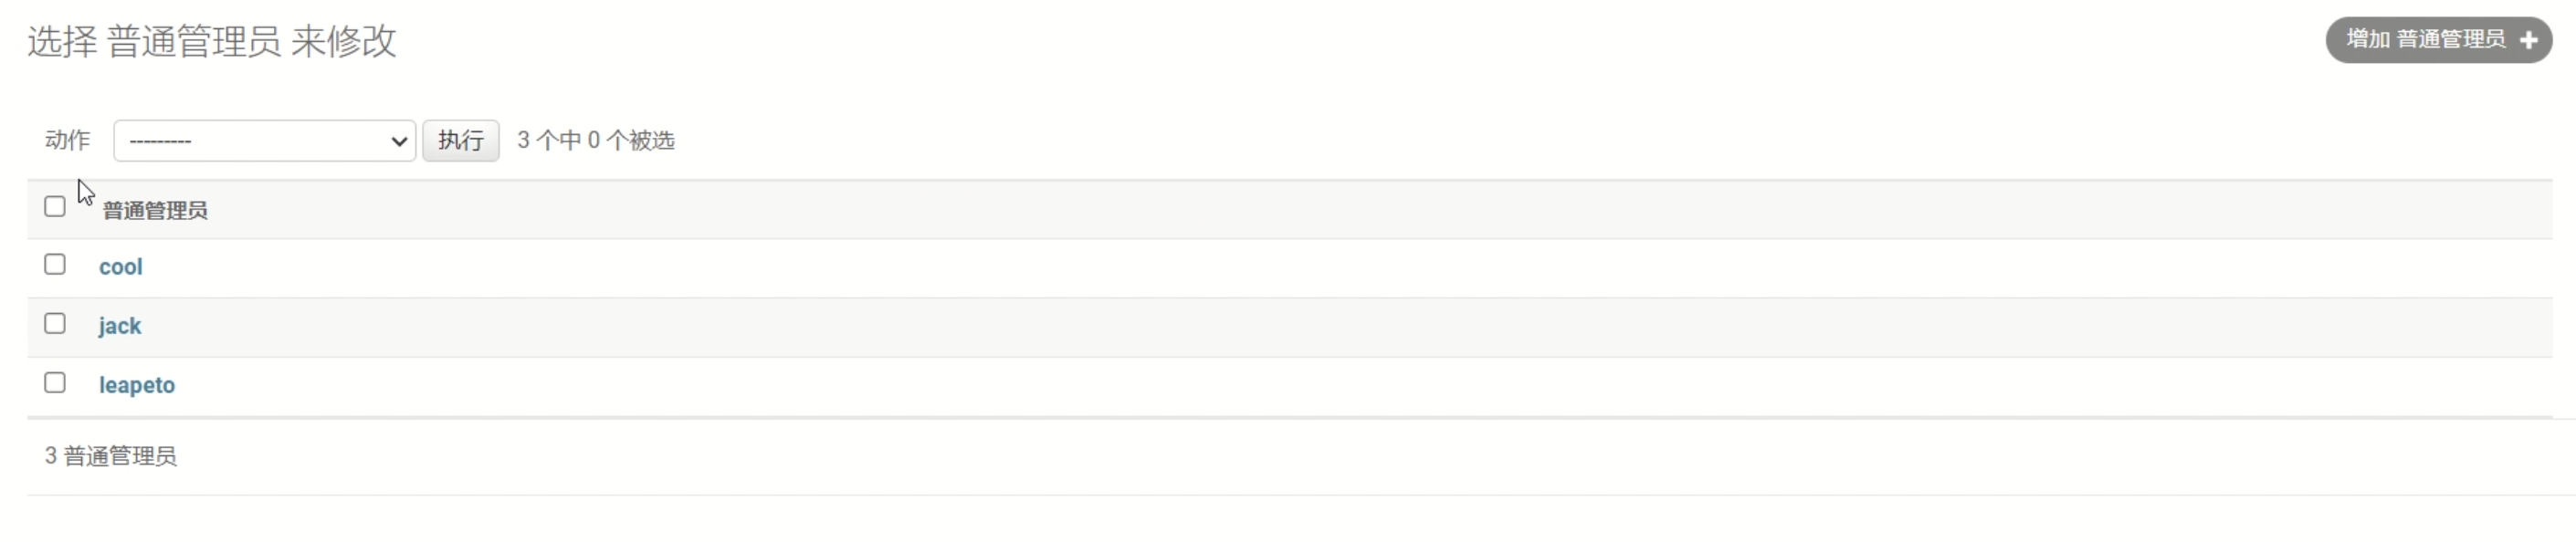 选择 普通管理员 来修改
增加 普通管理员
动作 --------- 执行 3 个中 0 个被选
普通管理员
cool
jack
leapeto
3 普通管理员